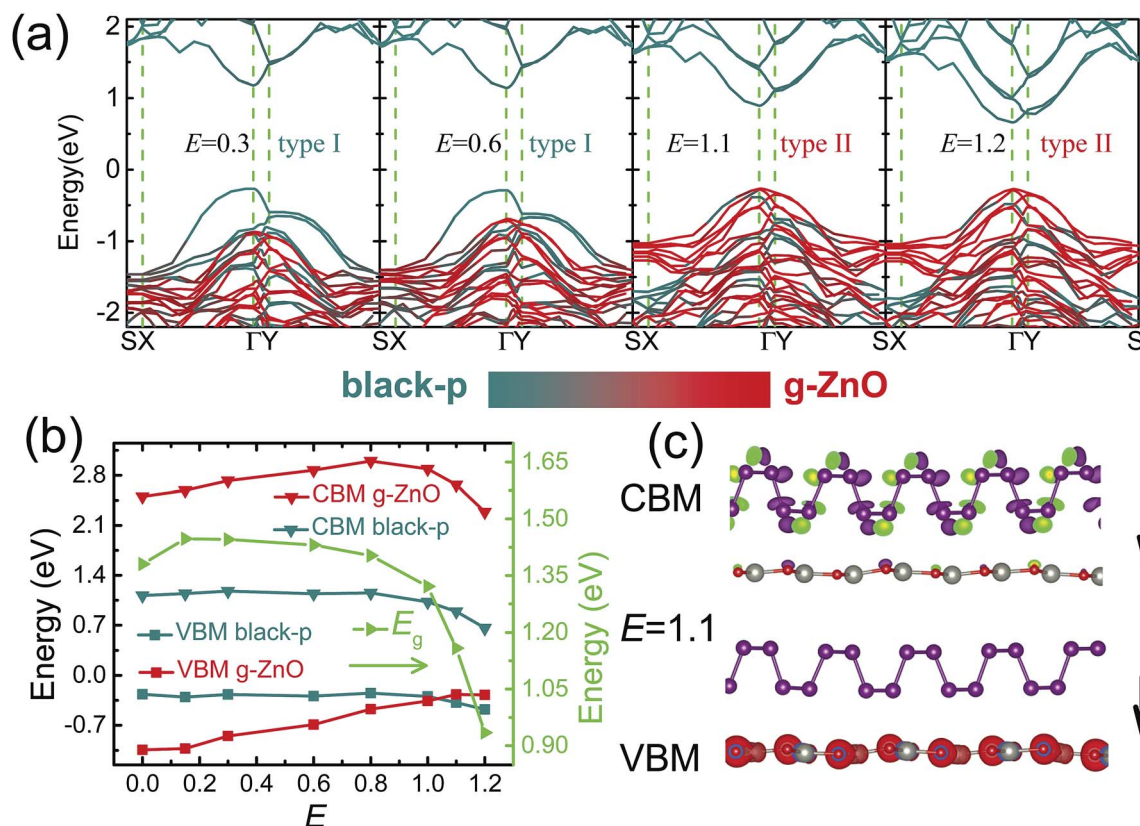 (a)
2
1
0
-1
-2
Energy(eV)
E=0.3 type I
E=0.6 type I
E=1.1 type II
E=1.2 type II
SX ΓY SX ΓY SX ΓY SX ΓY S
black-p g-ZnO
(b)
2.8
2.1
1.4
0.7
0.0
-0.7
Energy (eV)
CBM g-ZnO
CBM black-p
VBM black-p
Eg
VBM g-ZnO
1.65
1.50
1.35
1.20
1.05
0.90
Energy (eV)
0.0 0.2 0.4 0.6 0.8 1.0 1.2
E
(c)
CBM
E=1.1
VBM